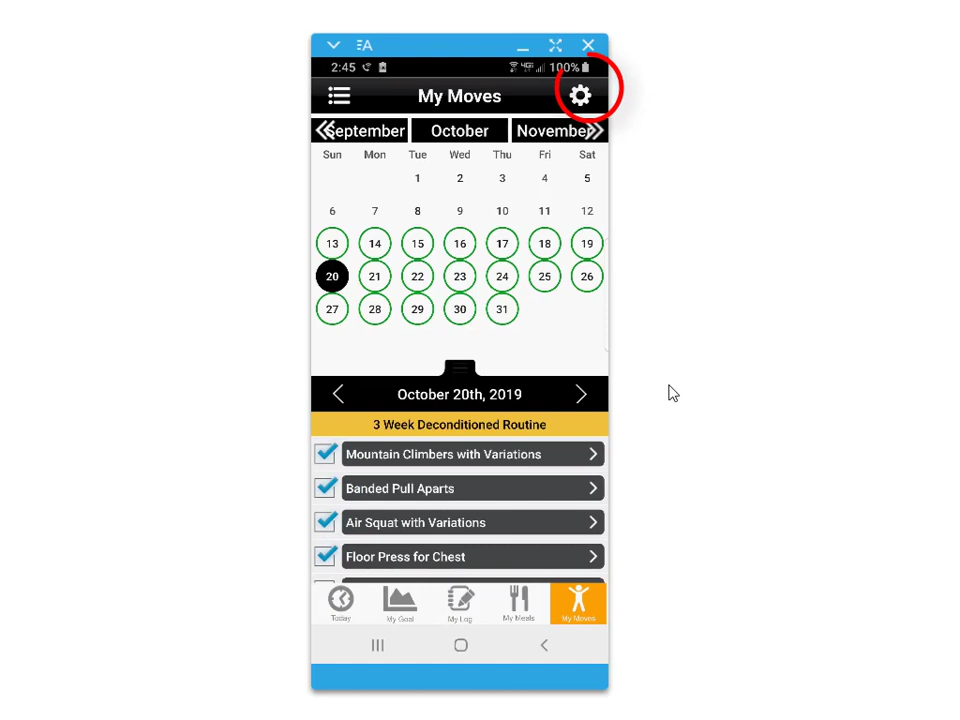 2:45 100%
My Moves
September October November
Sun Mon Tue Wed Thu Fri Sat
1 2 3 4 5
6 7 8 9 10 11 12
13 14 15 16 17 18 19
20 21 22 23 24 25 26
27 28 29 30 31
October 20th, 2019
3 Week Deconditioned Routine
Mountain Climbers with Variations
Banded Pull Aparts
Air Squat with Variations
Floor Press for Chest
Today My Goal My Log My Meals My Moves